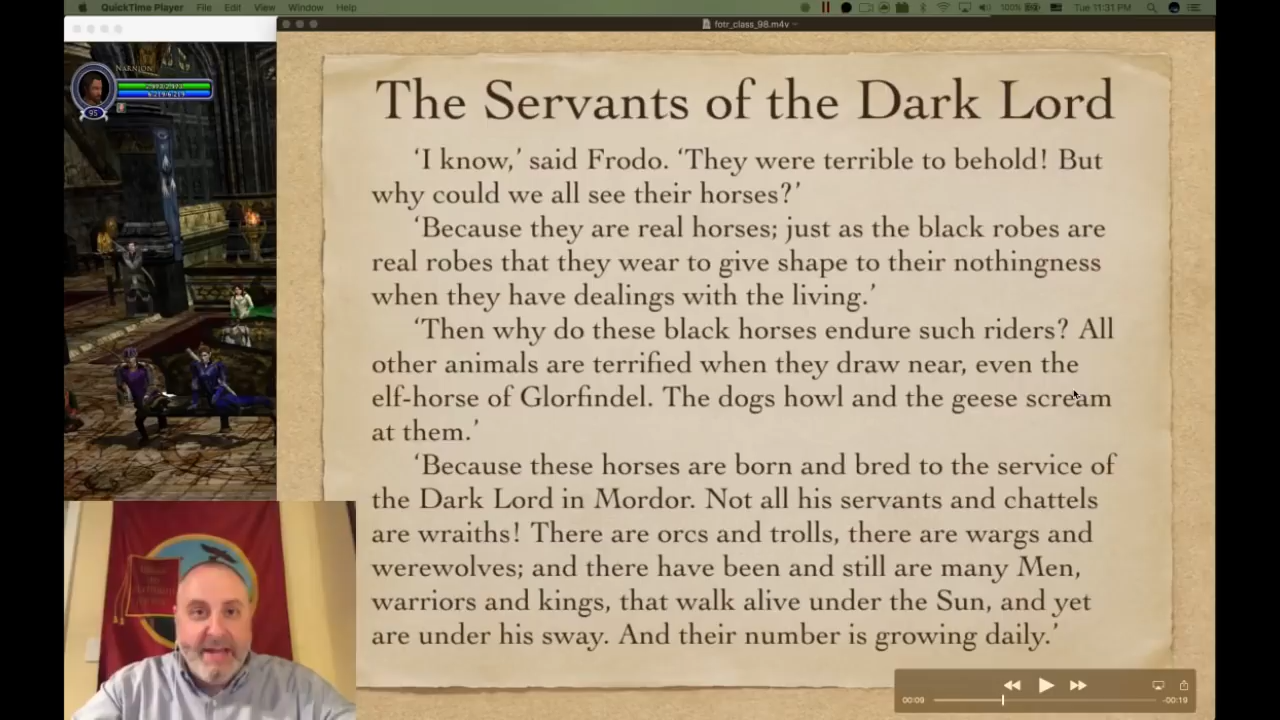 QuickTime Player File Edit View Window Help
100% Tue 11:31 PM
fotr_class_98.m4v
NARNION
95
The Servants of the Dark Lord
‘I know,’ said Frodo. ‘They were terrible to behold! But
why could we all see their horses?’
‘Because they are real horses; just as the black robes are
real robes that they wear to give shape to their nothingness
when they have dealings with the living.’
‘Then why do these black horses endure such riders? All
other animals are terrified when they draw near, even the
elf-horse of Glorfindel. The dogs howl and the geese scream
at them.’
‘Because these horses are born and bred to the service of
the Dark Lord in Mordor. Not all his servants and chattels
are wraiths! There are orcs and trolls, there are wargs and
werewolves; and there have been and still are many Men,
warriors and kings, that walk alive under the Sun, and yet
are under his sway. And their number is growing daily.’
00:09
-00:19